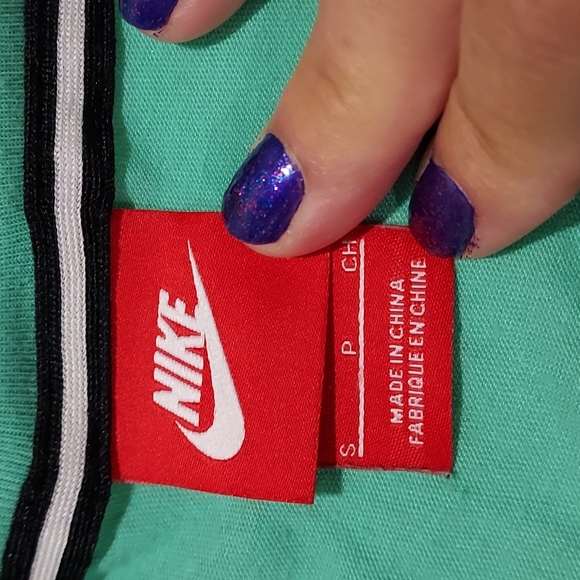 NIKE
S P CH
MADE IN CHINA
FABRIQUE EN CHINE